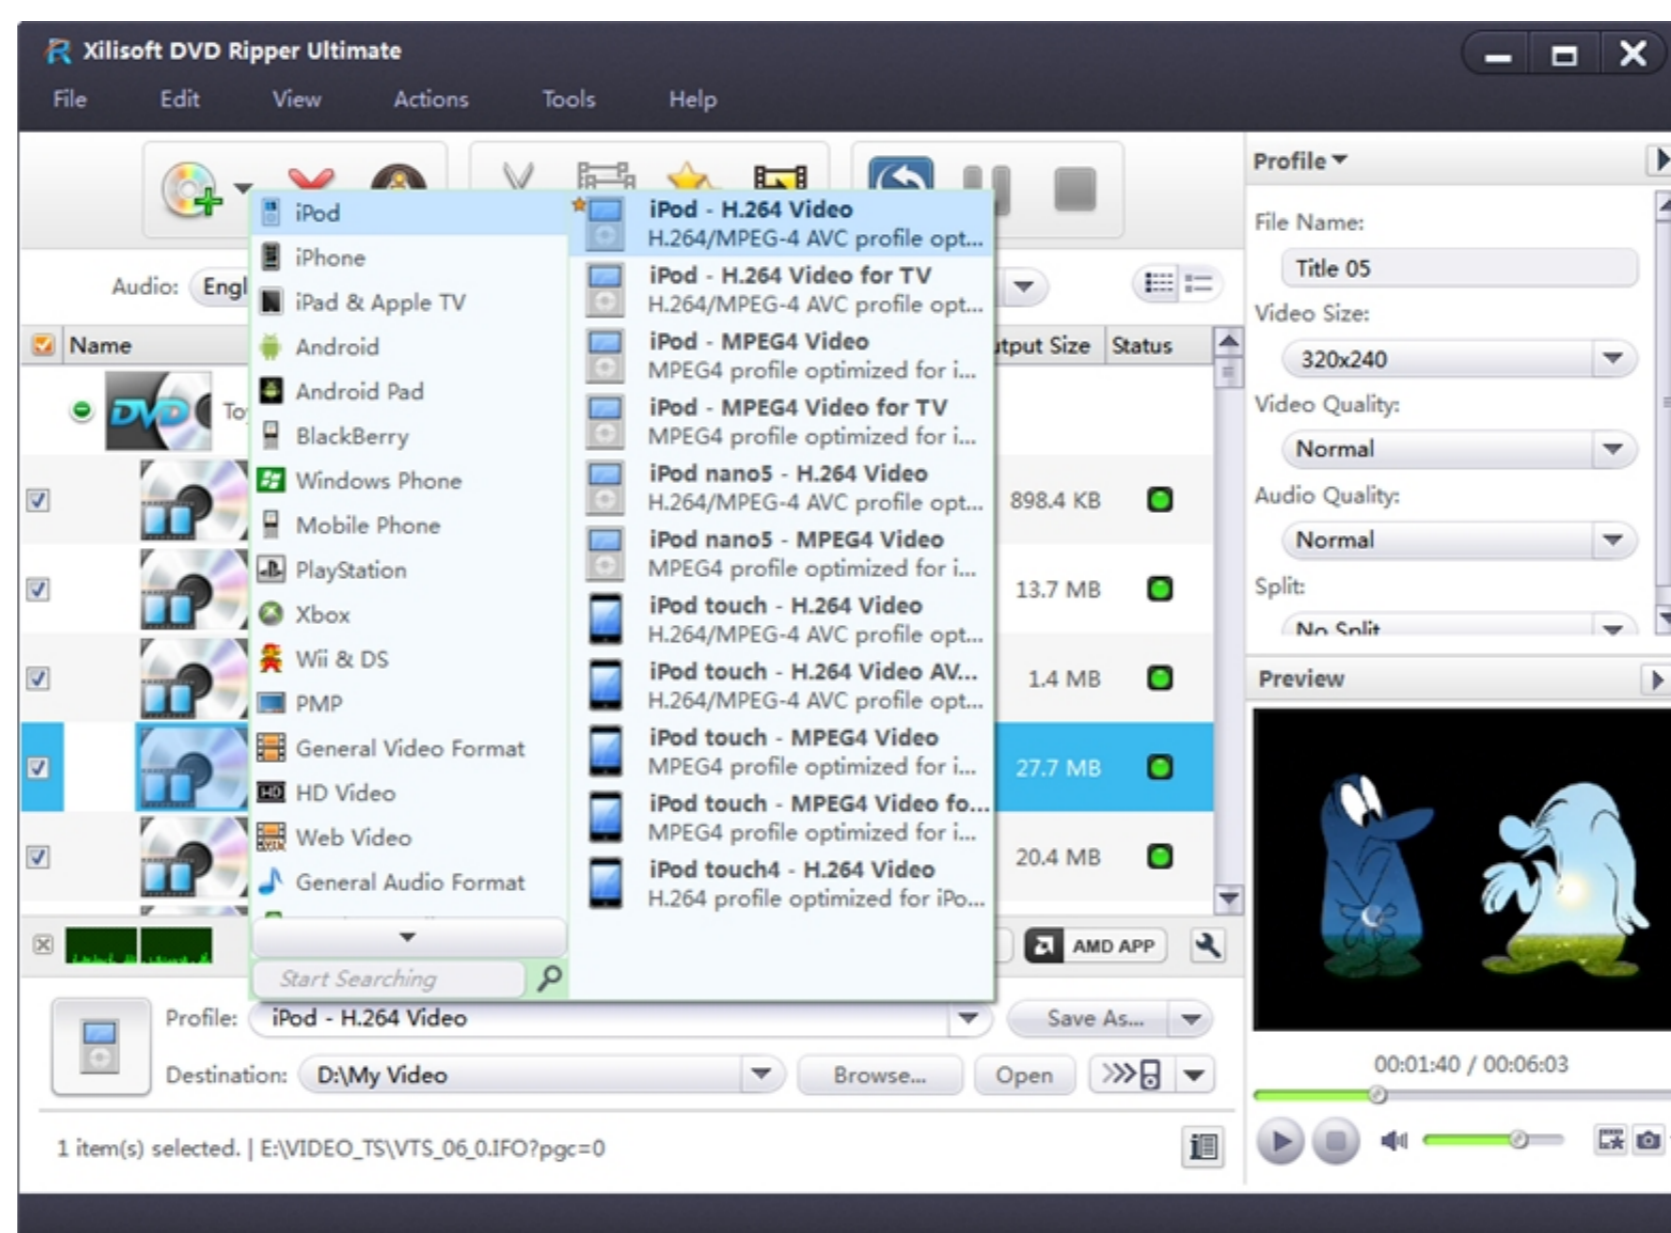 Xilisoft DVD Ripper Ultimate
File Edit View Actions Tools Help
Audio: Engl
Name
utput Size Status
DVD To
898.4 KB
13.7 MB
1.4 MB
27.7 MB
20.4 MB
iPod
iPhone
iPad & Apple TV
Android
Android Pad
BlackBerry
Windows Phone
Mobile Phone
PlayStation
Xbox
Wii & DS
PMP
General Video Format
HD Video
Web Video
General Audio Format
Start Searching
iPod - H.264 Video
H.264/MPEG-4 AVC profile opt...
iPod - H.264 Video for TV
H.264/MPEG-4 AVC profile opt...
iPod - MPEG4 Video
MPEG4 profile optimized for i...
iPod - MPEG4 Video for TV
MPEG4 profile optimized for i...
iPod nano5 - H.264 Video
H.264/MPEG-4 AVC profile opt...
iPod nano5 - MPEG4 Video
MPEG4 profile optimized for i...
iPod touch - H.264 Video
H.264/MPEG-4 AVC profile opt...
iPod touch - H.264 Video AV...
H.264/MPEG-4 AVC profile opt...
iPod touch - MPEG4 Video
MPEG4 profile optimized for i...
iPod touch - MPEG4 Video fo...
MPEG4 profile optimized for i...
iPod touch4 - H.264 Video
H.264 profile optimized for iPo...
AMD APP
Profile: iPod - H.264 Video Save As...
Destination: D:\My Video Browse... Open
1 item(s) selected. | E:\VIDEO_TS\VTS_06_0.IFO?pgc=0
Profile
File Name:
Title 05
Video Size:
320x240
Video Quality:
Normal
Audio Quality:
Normal
Split:
No Split
Preview
00:01:40 / 00:06:03